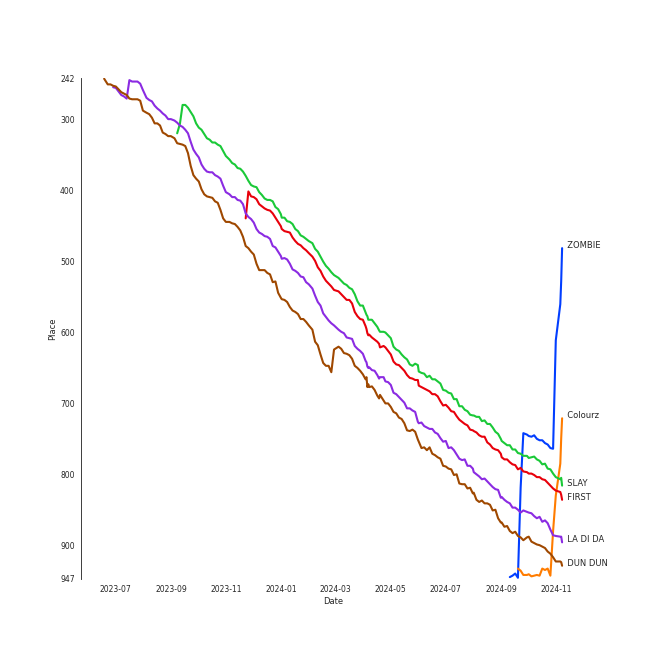 242
300
400
500
600
700
800
900
947
Place
2023-07
2023-09
2023-11
2024-01
2024-03
2024-05
2024-07
2024-09
2024-11
Date
ZOMBIE
Colourz
SLAY
FIRST
LA DI DA
DUN DUN